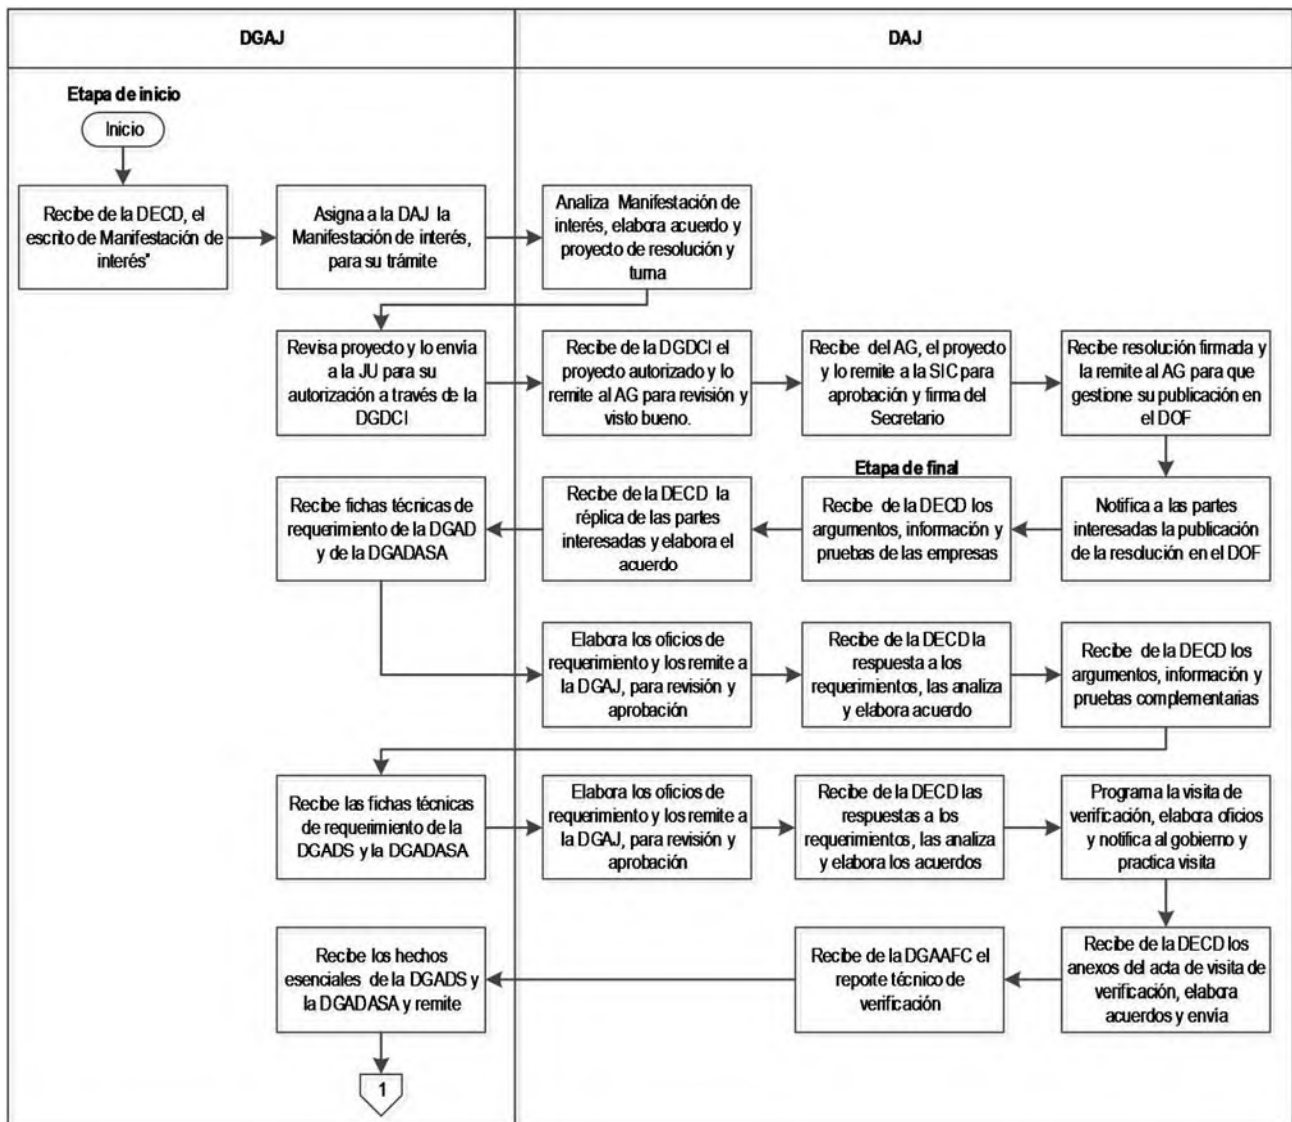 DGAJ
DAJ
Etapa de inicio
Inicio
Recibe de la DECD, el
escrito de Manifestación de
interés"
Asigna a la DAJ la
Manifestación de interés,
para su trámite
Analiza Manifestación de
interés, elabora acuerdo y
proyecto de resolución y
turna
Revisa proyecto y lo envía
a la JU para su
autorización a través de la
DGDCI
Recibe de la DGDCI el
proyecto autorizado y lo
remite al AG para revisión y
visto bueno.
Recibe del AG, el proyecto
y lo remite a la SIC para
aprobación y firma del
Secretario
Recibe resolución firmada y
la remite al AG para que
gestione su publicación en
el DOF
Etapa de final
Recibe fichas técnicas de
requerimiento de la DGAD
y de la DGADASA
Recibe de la DECD la
réplica de las partes
interesadas y elabora el
acuerdo
Recibe de la DECD los
argumentos, información y
pruebas de las empresas
Notifica a las partes
interesadas la publicación
de la resolución en el DOF
Elabora los oficios de
requerimiento y los remite a
la DGAJ, para revisión y
aprobación
Recibe de la DECD la
respuesta a los
requerimientos, las analiza
y elabora acuerdo
Recibe de la DECD los
argumentos, información y
pruebas complementarias
Recibe las fichas técnicas
de requerimiento de la
DGADS y la DGADASA
Elabora los oficios de
requerimiento y los remite a
la DGAJ, para revisión y
aprobación
Recibe de la DECD las
respuestas a los
requerimientos, las analiza
y elabora los acuerdos
Programa la visita de
verificación, elabora oficios
y notifica al gobierno y
practica visita
Recibe los hechos
esenciales de la DGADS y
la DGADASA y remite
Recibe de la DGAAFC el
reporte técnico de
verificación
Recibe de la DECD los
anexos del acta de visita de
verificación, elabora
acuerdos y envía
1